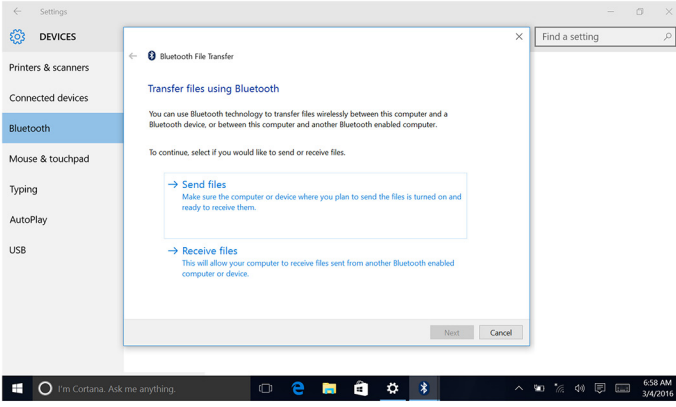 Settings
DEVICES
Find a setting
Printers & scanners
Connected devices
Bluetooth
Mouse & touchpad
Typing
AutoPlay
USB
Bluetooth File Transfer
Transfer files using Bluetooth
You can use Bluetooth technology to transfer files wirelessly between this computer and a
Bluetooth device, or between this computer and another Bluetooth enabled computer.
To continue, select if you would like to send or receive files.
Send files
Make sure the computer or device where you plan to send the files is turned on and
ready to receive them.
Receive files
This will allow your computer to receive files sent from another Bluetooth enabled
computer or device.
Next
Cancel
I'm Cortana. Ask me anything.
6:58 AM
3/4/2016